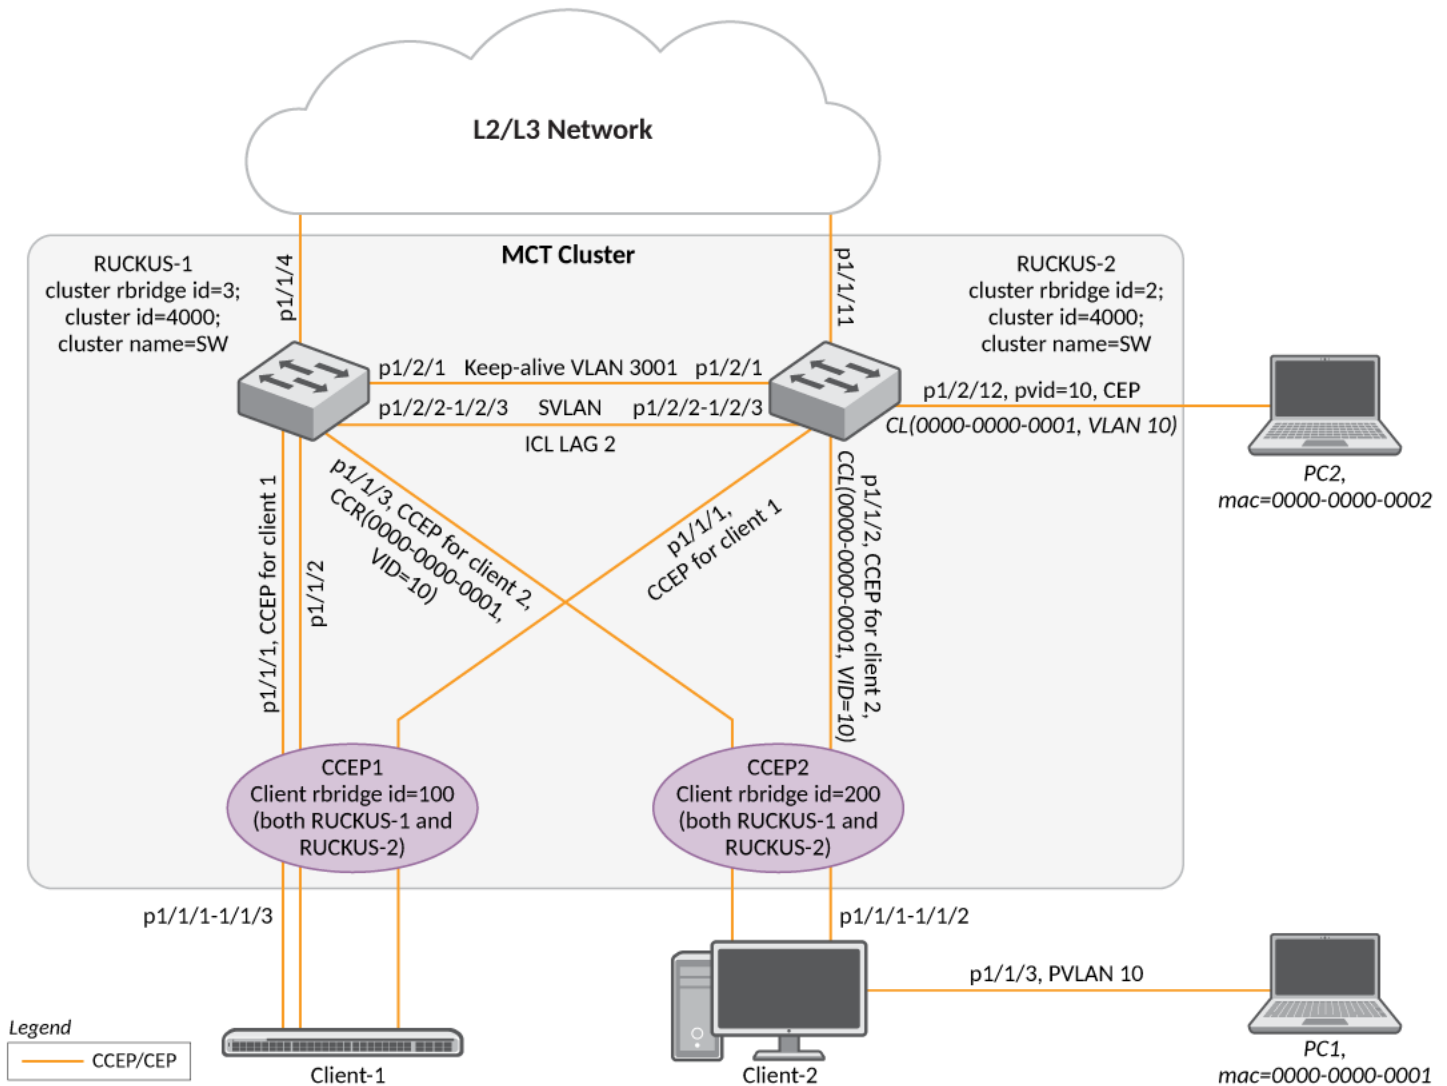 L2/L3 Network
MCT Cluster
RUCKUS-1
cluster rbridge id=3;
cluster id=4000;
cluster name=SW
p1/1/4
p1/1/11
RUCKUS-2
cluster rbridge id=2;
cluster id=4000;
cluster name=SW
p1/2/1 Keep-alive VLAN 3001 p1/2/1
p1/2/2-1/2/3 SVLAN p1/2/2-1/2/3
ICL LAG 2
p1/2/12, pvid=10, CEP
CL(0000-0000-0001, VLAN 10)
PC2,
mac=0000-0000-0002
p1/1/1, CCEP for client 1
p1/1/2
p1/1/3, CCEP for client 2,
CCR(0000-0000-0001,
VID=10)
p1/1/1,
CCEP for client 1
p1/1/2, CCEP for client 2,
CCL(0000-0000-0001, VID=10)
CCEP1
Client rbridge id=100
(both RUCKUS-1 and
RUCKUS-2)
CCEP2
Client rbridge id=200
(both RUCKUS-1 and
RUCKUS-2)
p1/1/1-1/1/3
p1/1/1-1/1/2
p1/1/3, PVLAN 10
PC1,
mac=0000-0000-0001
Legend
CCEP/CEP
Client-1
Client-2